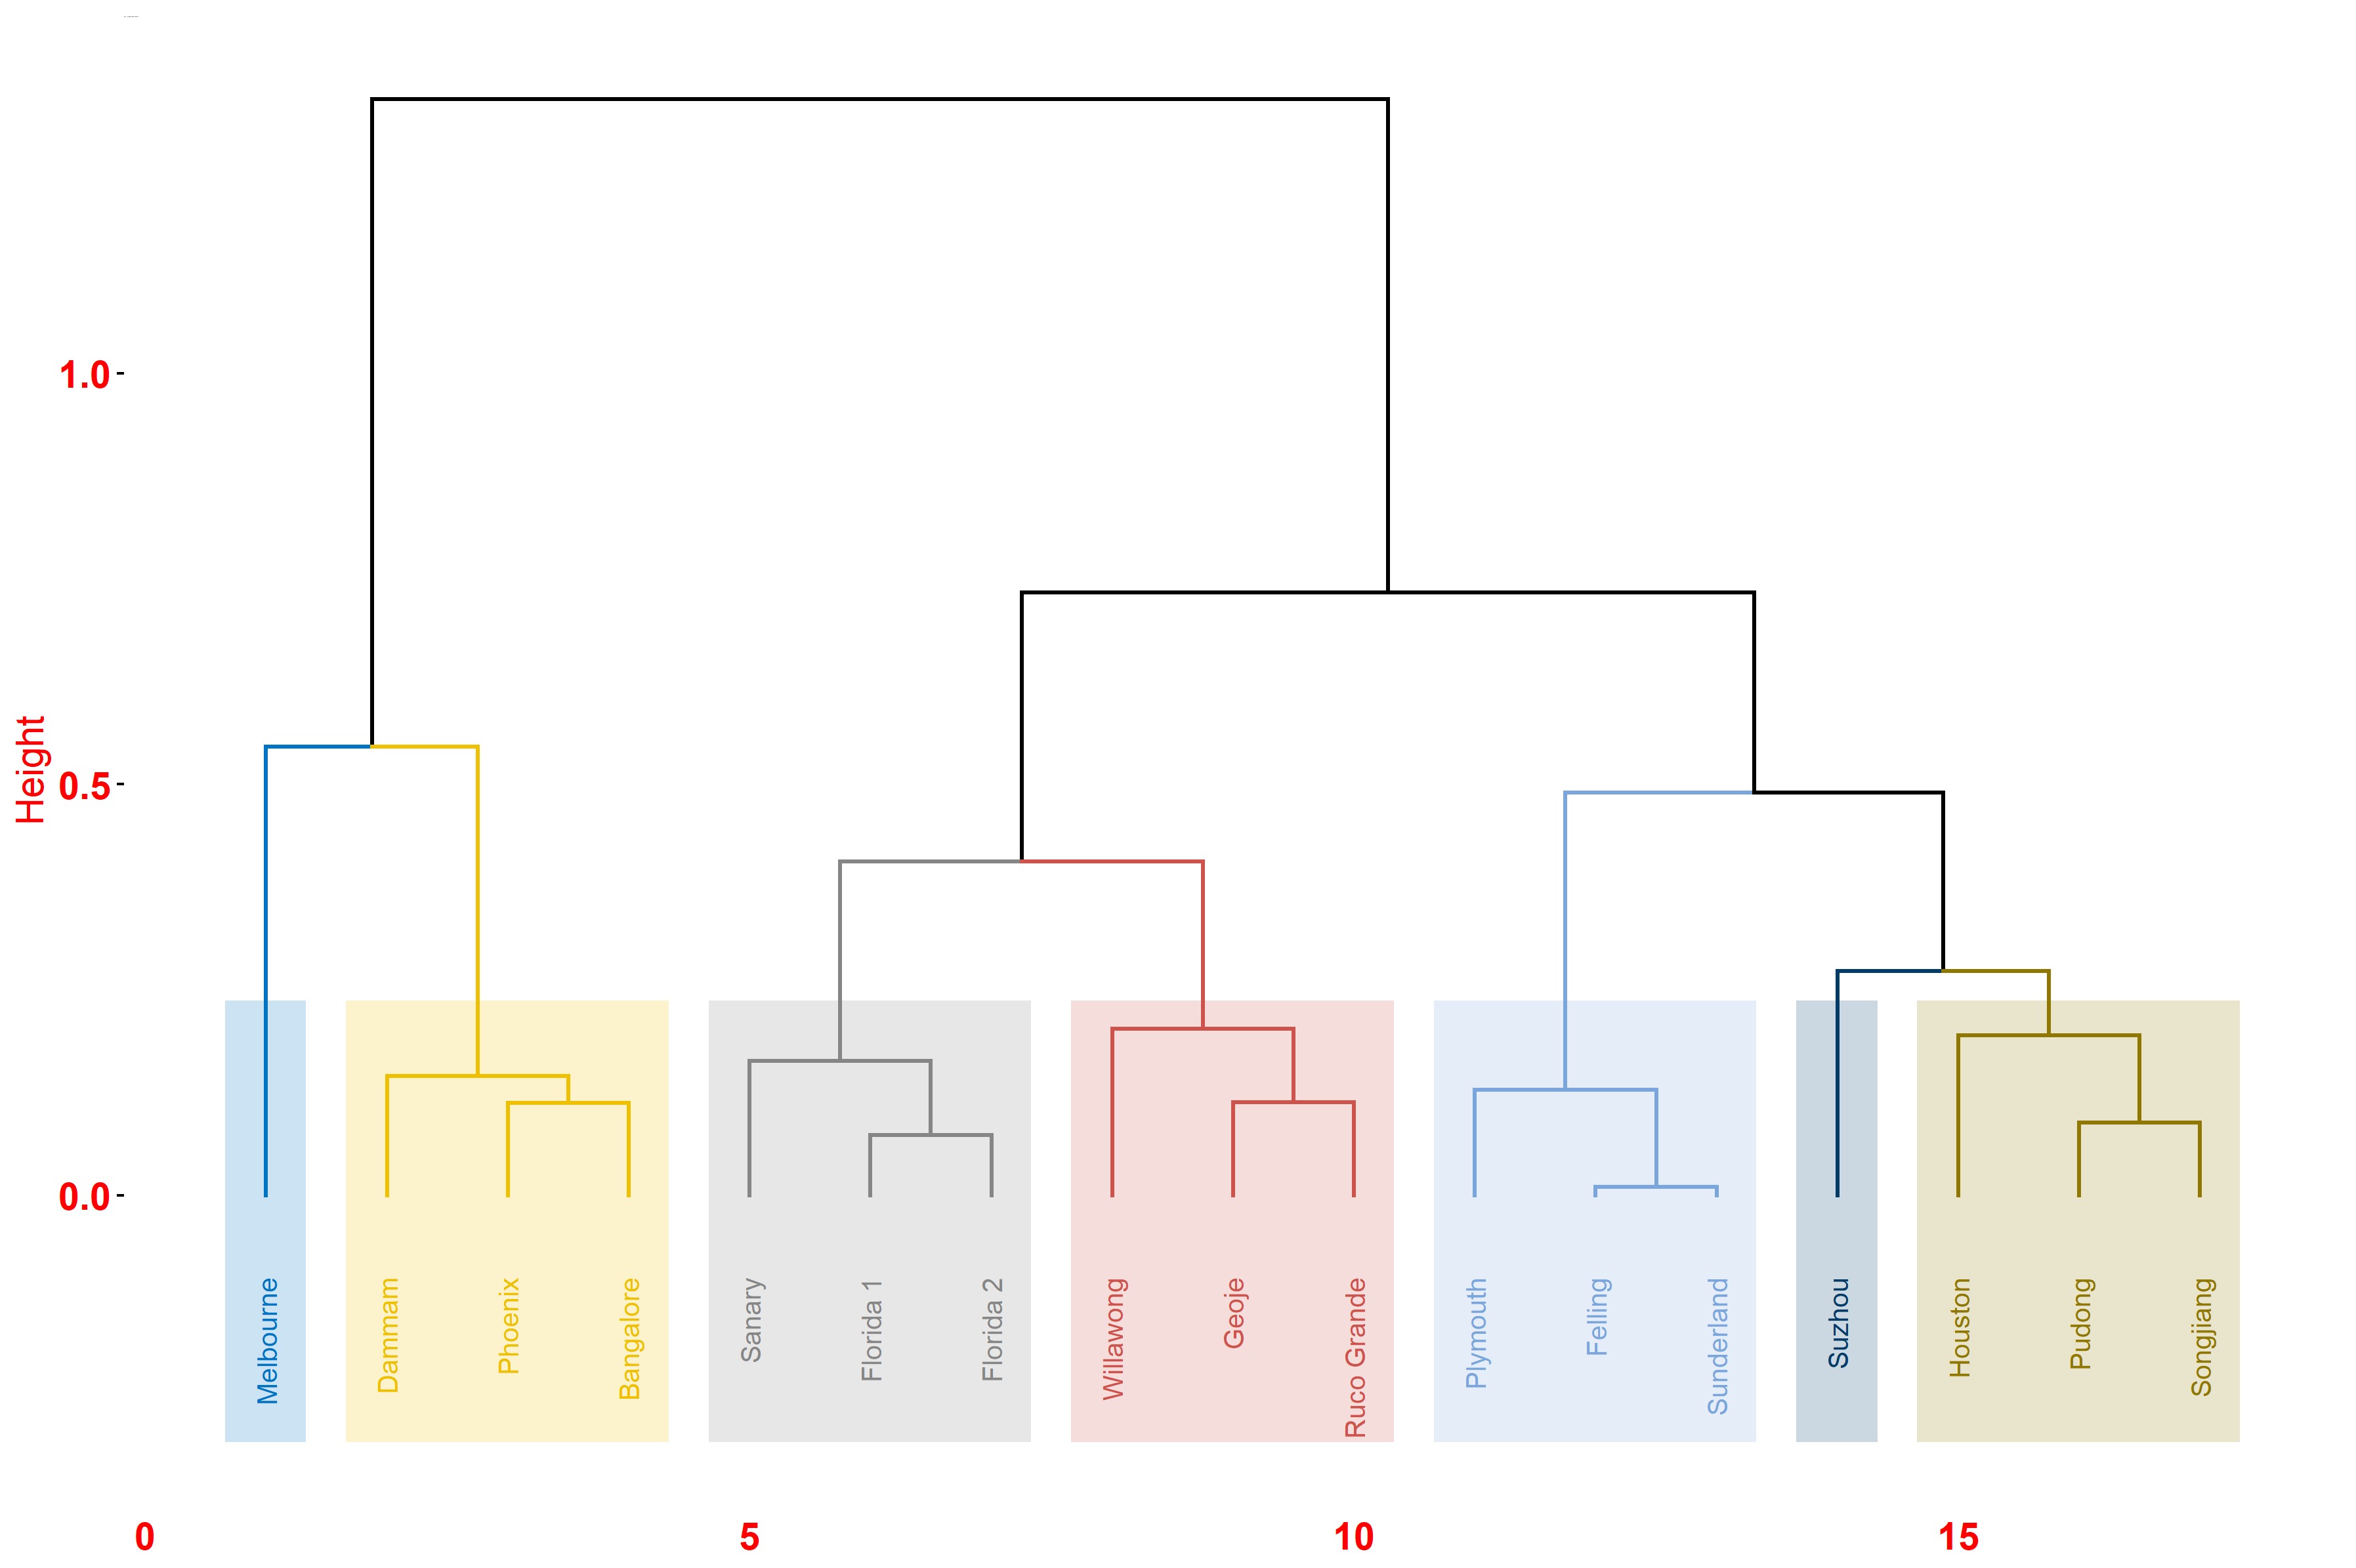 1.0
Height
0.5
0.0
Melbourne
Dammam
Phoenix
Bangalore
Sanary
Florida 1
Florida 2
Willawong
Geoje
Ruco Grande
Plymouth
Felling
Sunderland
Suzhou
Houston
Pudong
Songjiang
0 5 10 15